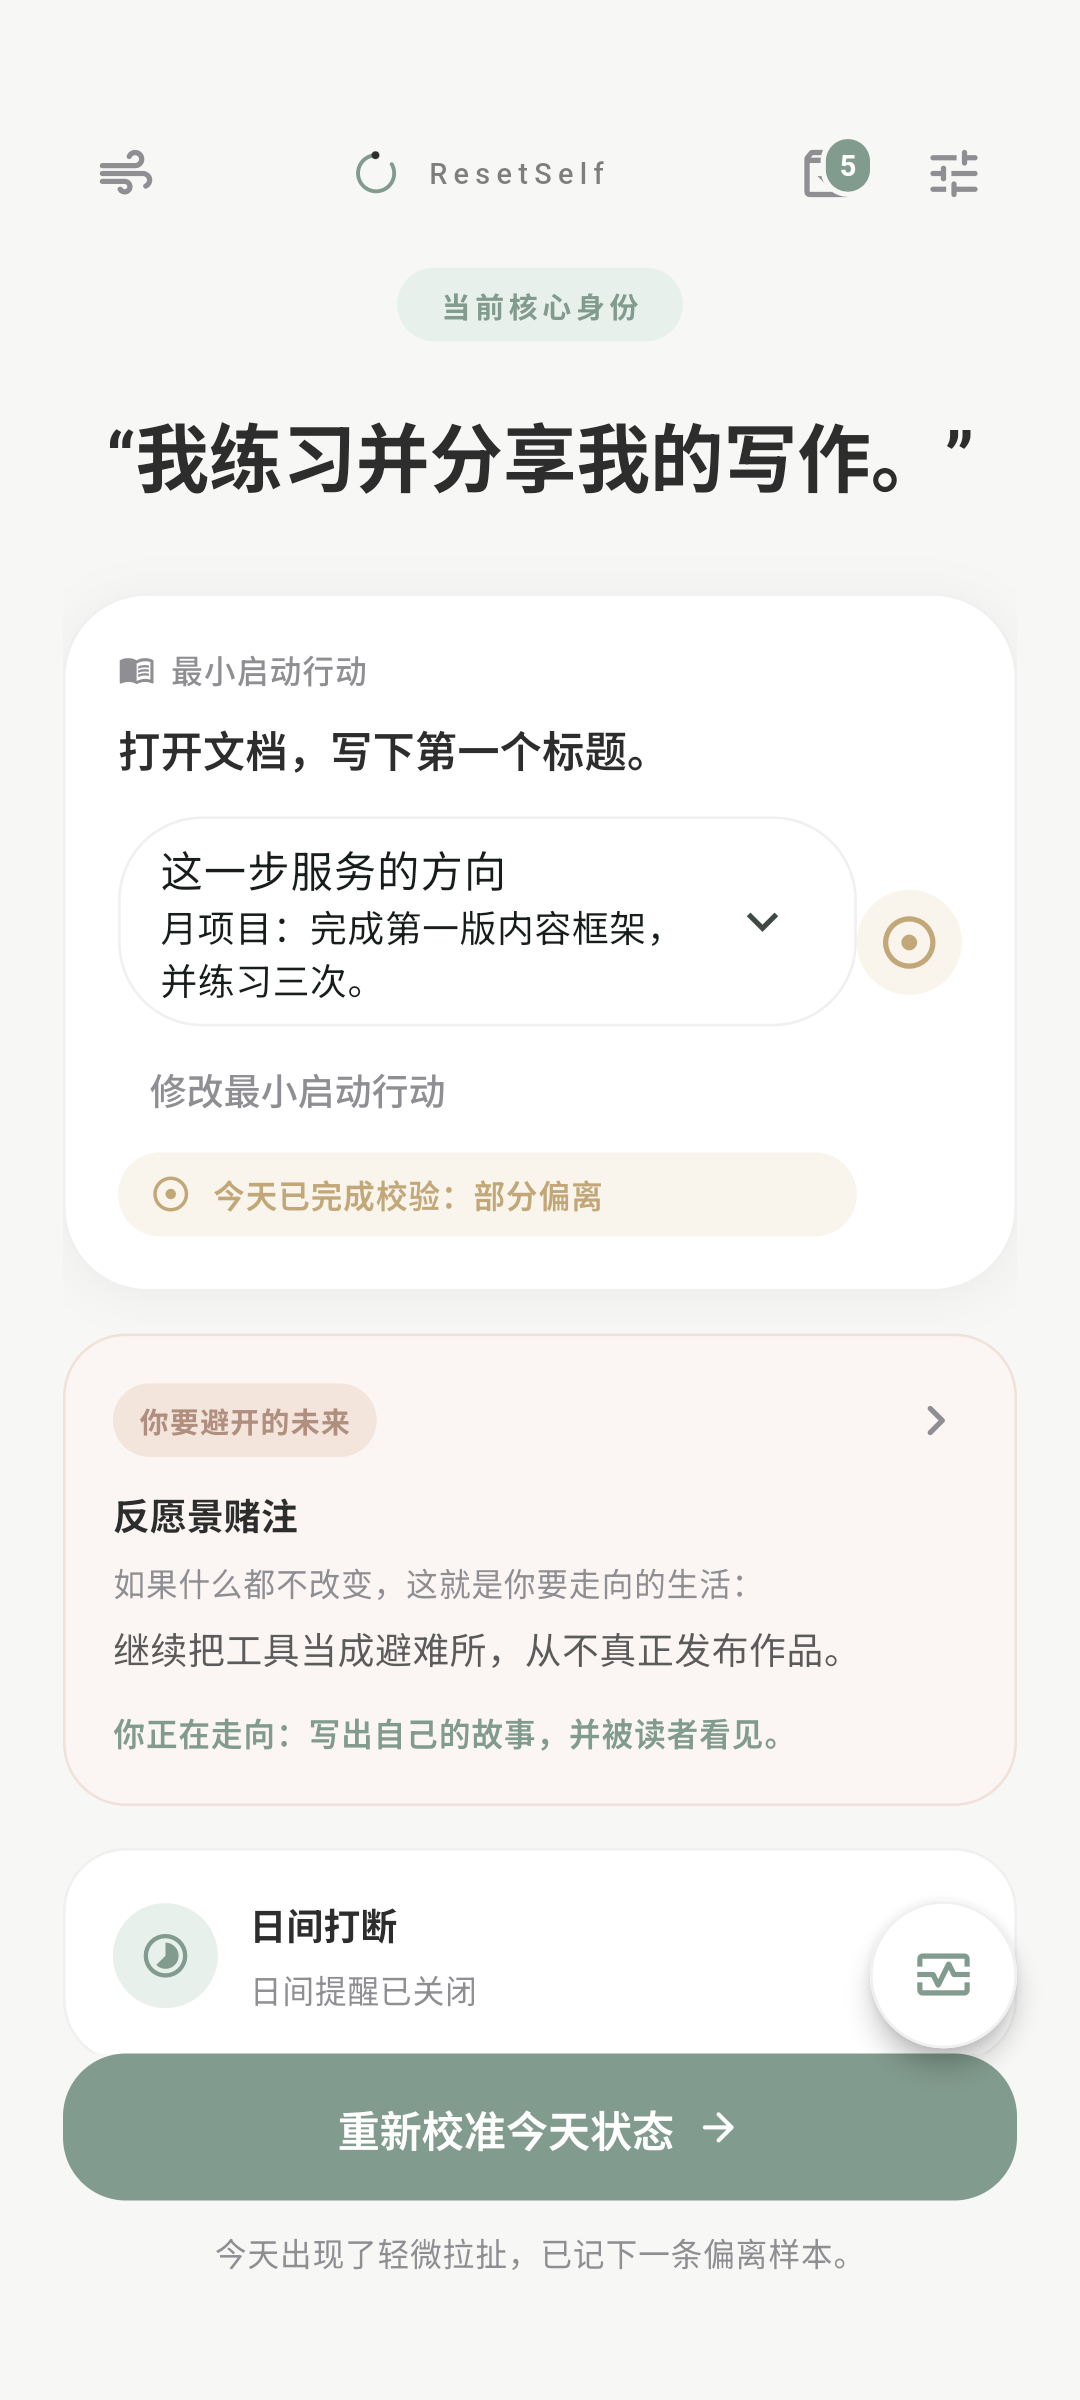 ResetSelf
5
当前核心身份
“我练习并分享我的写作。”
最小启动行动
打开文档，写下第一个标题。
这一步服务的方向
月项目：完成第一版内容框架，
并练习三次。
修改最小启动行动
今天已完成校验：部分偏离
你要避开的未来
反愿景赌注
如果什么都不改变，这就是你要走向的生活：
继续把工具当成避难所，从不真正发布作品。
你正在走向：写出自己的故事，并被读者看见。
日间打断
日间提醒已关闭
重新校准今天状态
今天出现了轻微拉扯，已记下一条偏离样本。